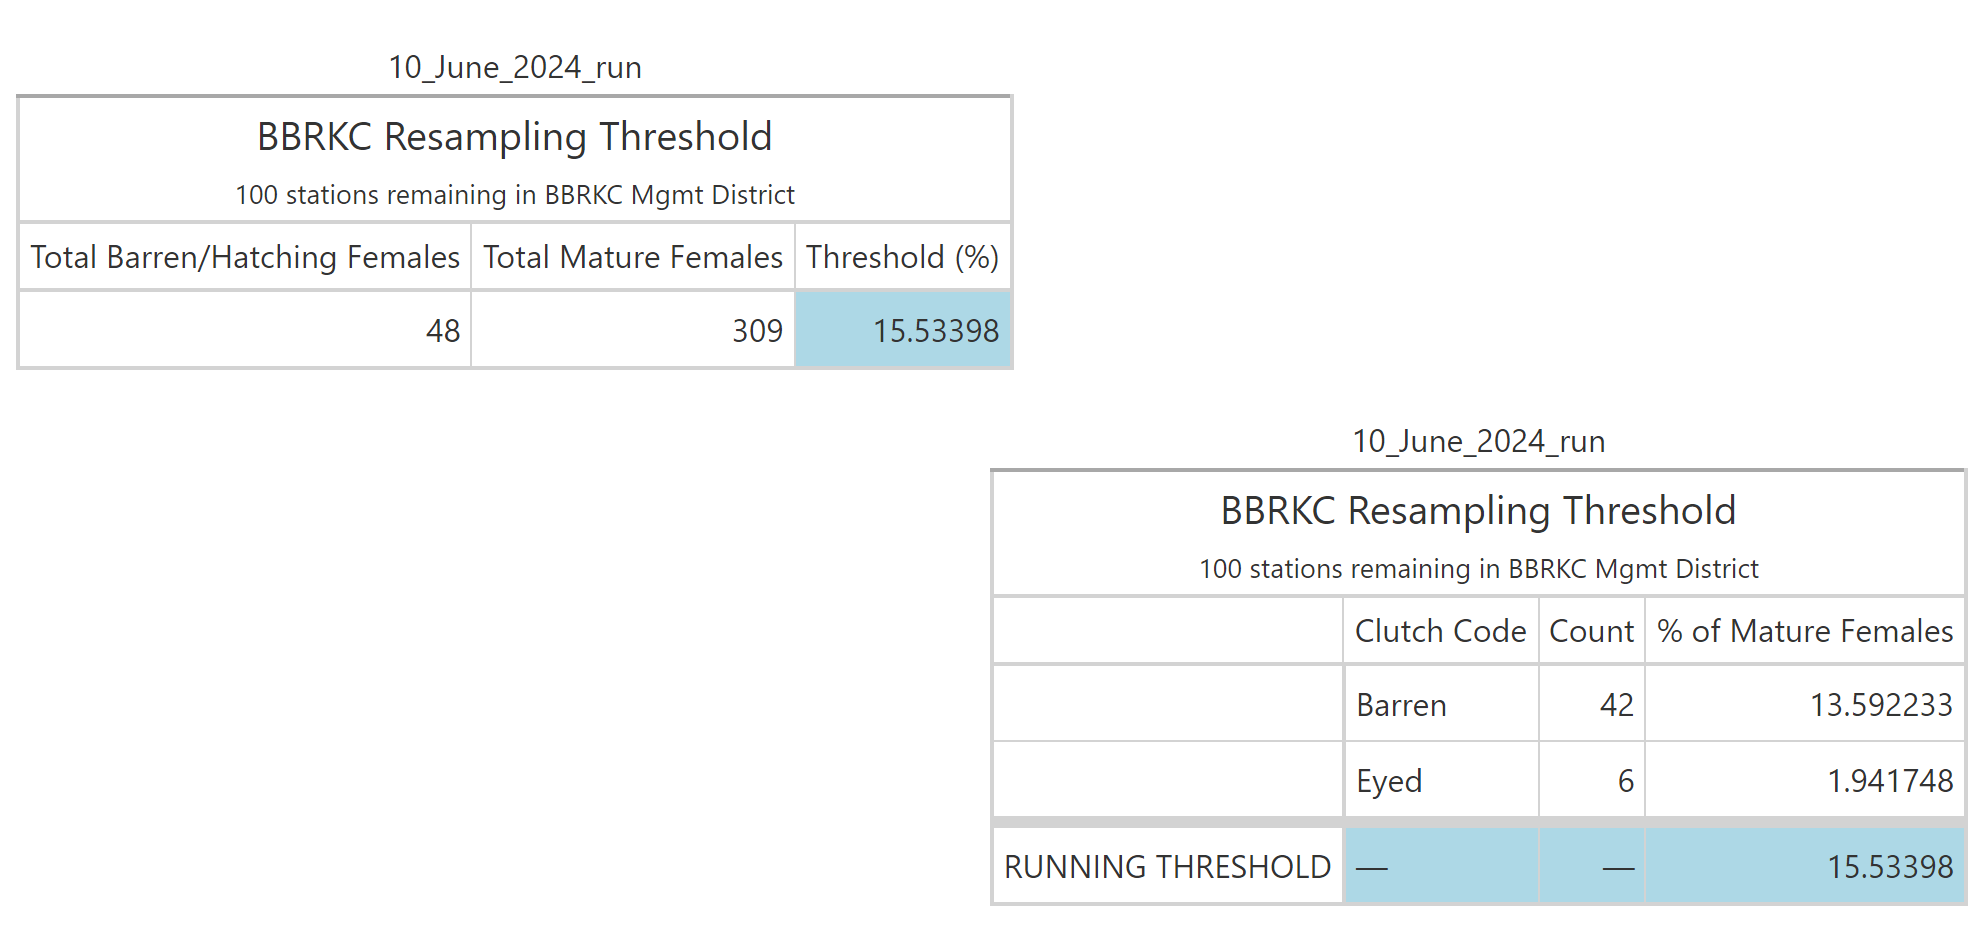 10_June_2024_run
BBRKC Resampling Threshold
100 stations remaining in BBRKC Mgmt District
Total Barren/Hatching Females Total Mature Females Threshold (%)
48 309 15.53398
10_June_2024_run
BBRKC Resampling Threshold
100 stations remaining in BBRKC Mgmt District
Clutch Code Count % of Mature Females
Barren 42 13.592233
Eyed 6 1.941748
RUNNING THRESHOLD — — 15.53398